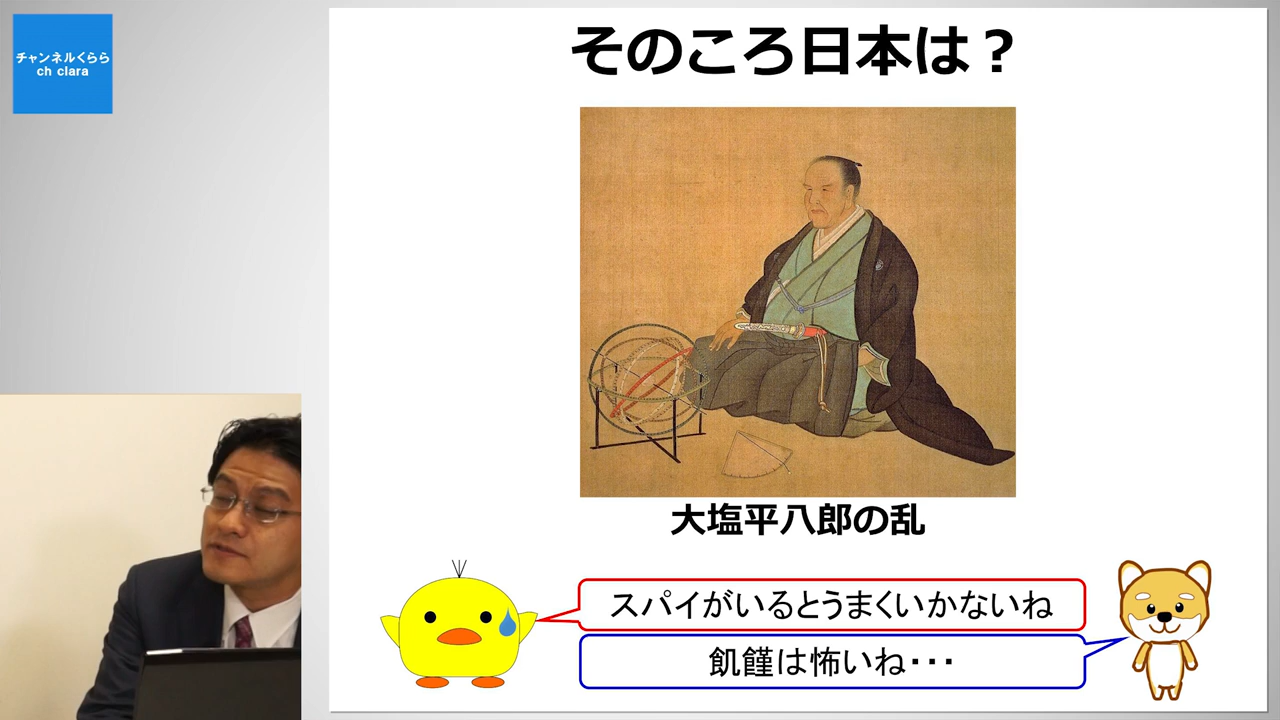 チャンネルくらら
ch clara
そのころ日本は？
大塩平八郎の乱
スパイがいるとうまくいかないね
飢饉は怖いね・・・